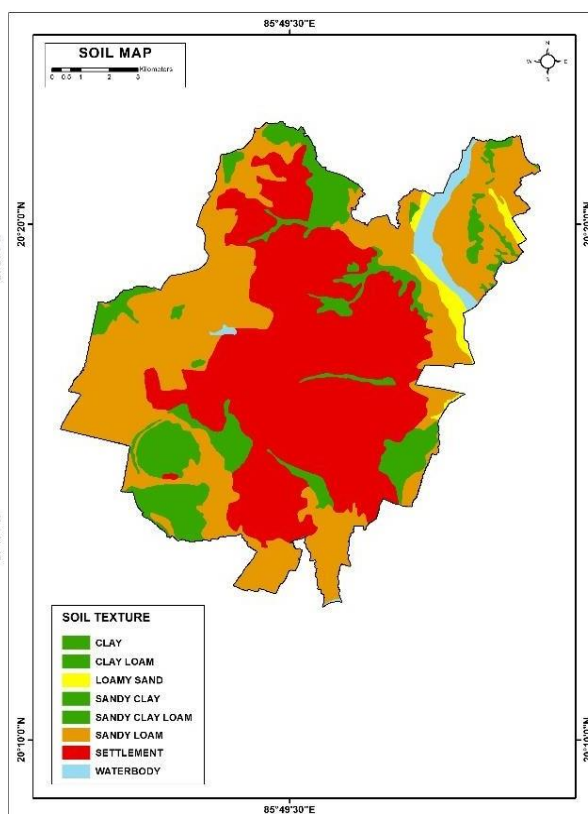 85°49'30"E
SOIL MAP
0 0.5 1 2 3 Kilometers
N
W E
S
20°20'0"N 20°20'0"N
SOIL TEXTURE
CLAY
CLAY LOAM
LOAMY SAND
SANDY CLAY
SANDY CLAY LOAM
SANDY LOAM
SETTLEMENT
WATERBODY
20°10'0"N 20°10'0"N
85°49'30"E